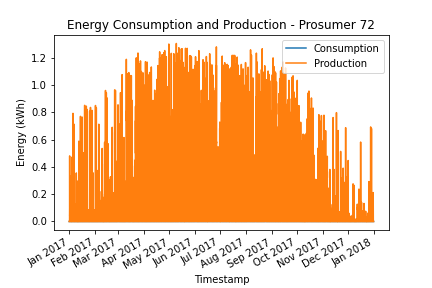 Energy Consumption and Production - Prosumer 72
Consumption
Production
Energy (kWh)
1.2
1.0
0.8
0.6
0.4
0.2
0.0
Jan 2017
Feb 2017
Mar 2017
Apr 2017
May 2017
Jun 2017
Jul 2017
Aug 2017
Sep 2017
Oct 2017
Nov 2017
Dec 2017
Jan 2018
Timestamp